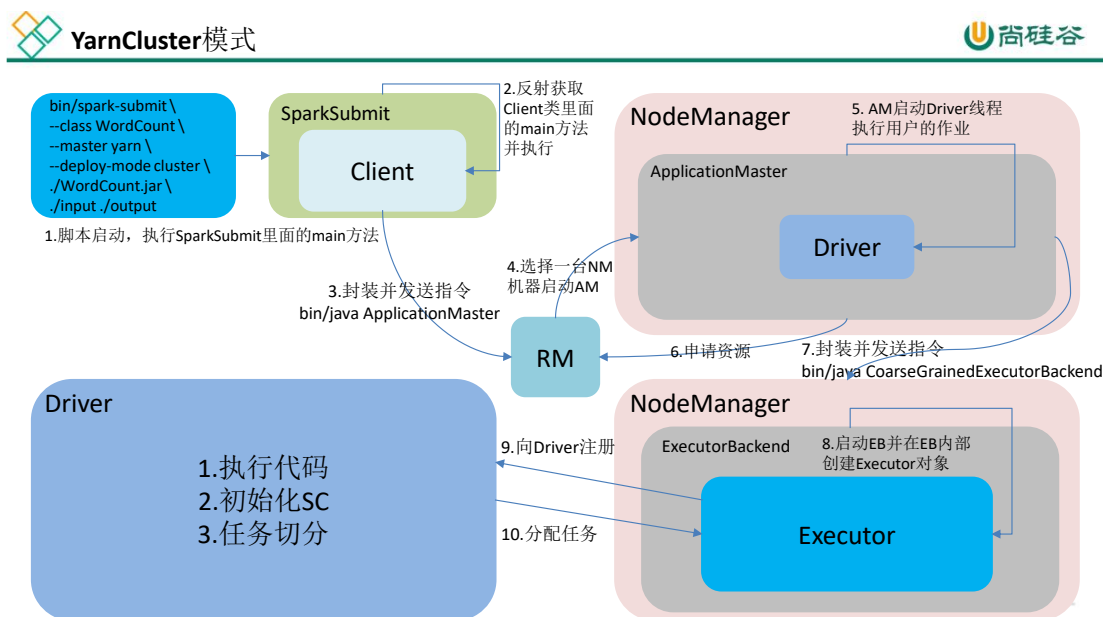 YarnCluster模式
尚硅谷
bin/spark-submit\
--class WordCount\
--master yarn \
--deploy-mode cluster \
./WordCount.jar \
./input ./output
1.脚本启动，执行SparkSubmit里面的main方法
SparkSubmit
Client
2.反射获取
Client类里面
的main方法
并执行
3.封装并发送指令
bin/java ApplicationMaster
RM
4.选择一台NM
机器启动AM
NodeManager
5. AM启动Driver线程
执行用户的作业
ApplicationMaster
Driver
6.申请资源
7.封装并发送指令
bin/java CoarseGrainedExecutorBackend
Driver
1.执行代码
2.初始化SC
3.任务切分
9.向Driver注册
10.分配任务
NodeManager
ExecutorBackend
8.启动EB并在EB内部
创建Executor对象
Executor